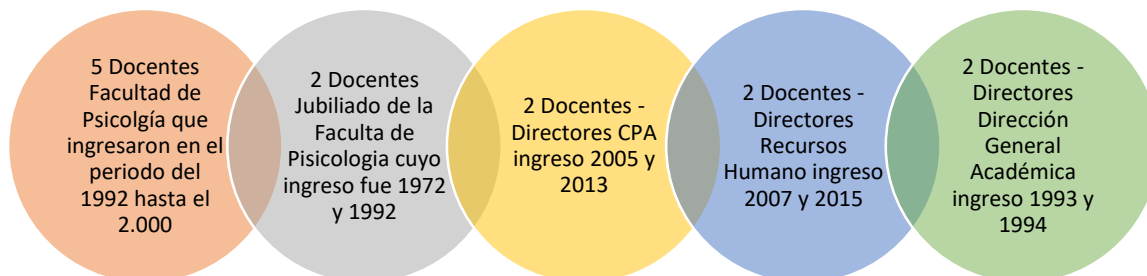 5 Docentes
Facultad de
Psicolgía que
ingresaron en el
periodo del
1992 hasta el
2.000
2 Docentes
Jubiliado de la
Faculta de
Pisicologia cuyo
ingreso fue 1972
y 1992
2 Docentes -
Directores CPA
ingreso 2005 y
2013
2 Docentes -
Directores
Recursos
Humano ingreso
2007 y 2015
2 Docentes -
Directores
Dirección
General
Académica
ingreso 1993 y
1994